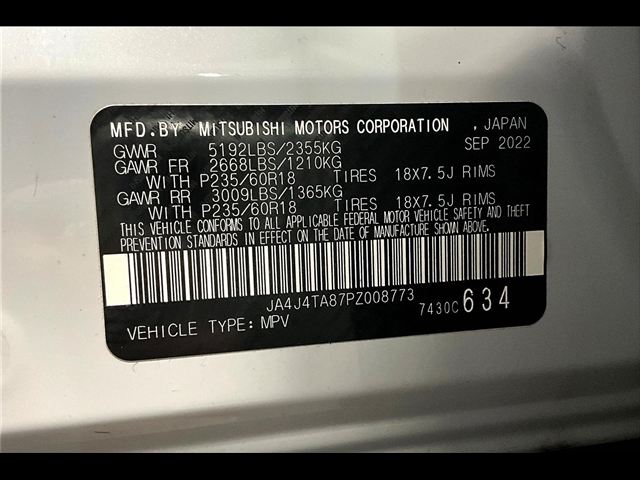 MFD.BY MITSUBISHI MOTORS CORPORATION , JAPAN
GVWR 5192LBS/2355KG SEP 2022
GAWR FR 2668LBS/1210KG
WITH P235/60R18 TIRES 18X7.5J RIMS
GAWR RR 3009LBS/1365KG
WITH P235/60R18 TIRES 18X7.5J RIMS
THIS VEHICLE CONFORMS TO ALL APPLICABLE FEDERAL MOTOR VEHICLE SAFETY AND THEFT
PREVENTION STANDARDS IN EFFECT ON THE DATE OF MANUFACTURE SHOWN ABOVE.
JA4J4TA87PZ008773
7430C 634
VEHICLE TYPE:MPV